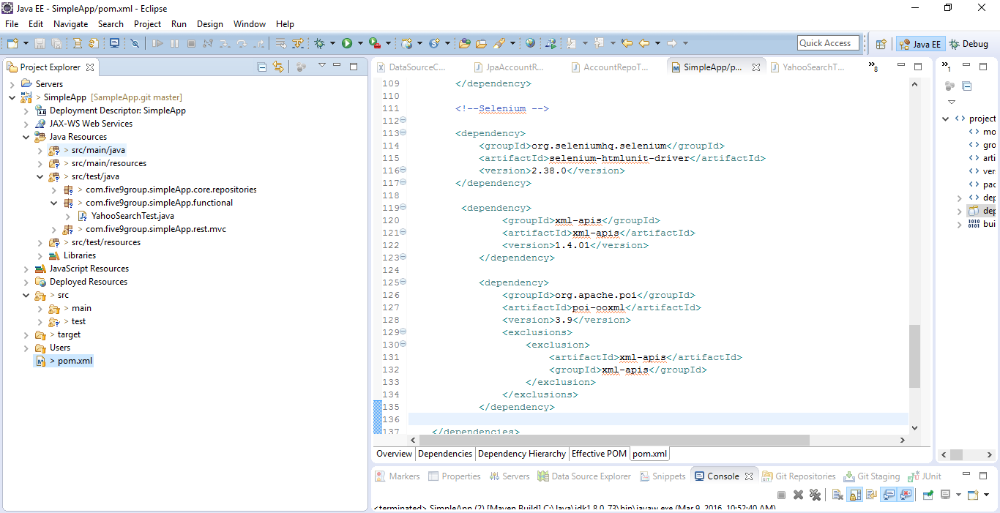 Java EE - SimpleApp/pom.xml - Eclipse
File Edit Navigate Search Project Run Design Window Help
Quick Access Java EE Debug
Project Explorer
Servers
> SimpleApp [SampleApp.git master]
Deployment Descriptor: SimpleApp
JAX-WS Web Services
Java Resources
> src/main/java
> src/main/resources
> src/test/java
> com.five9group.simpleApp.core.repositories
> com.five9group.simpleApp.functional
YahooSearchTest.java
> com.five9group.simpleApp.rest.mvc
> src/test/resources
Libraries
JavaScript Resources
Deployed Resources
> src
> main
> test
> target
Users
> pom.xml
DataSourceC... JpaAccountR... AccountRepoT... SimpleApp/p... YahooSearchT... »8
109 </dependency>
110
111 <!--Selenium -->
112
113 <dependency>
114 <groupId>org.seleniumhq.selenium</groupId>
115 <artifactId>selenium-htmlunit-driver</artifactId>
116 <version>2.38.0</version>
117 </dependency>
118
119 <dependency>
120 <groupId>xml-apis</groupId>
121 <artifactId>xml-apis</artifactId>
122 <version>1.4.01</version>
123 </dependency>
124
125 <dependency>
126 <groupId>org.apache.poi</groupId>
127 <artifactId>poi-ooxml</artifactId>
128 <version>3.9</version>
129 <exclusions>
130 <exclusion>
131 <artifactId>xml-apis</artifactId>
132 <groupId>xml-apis</groupId>
133 </exclusion>
134 </exclusions>
135 </dependency>
136
137 </dependencies>
Overview Dependencies Dependency Hierarchy Effective POM pom.xml
»1
<> project
<> mo
<> gro
<> arti
<> ver
<> pac
<> dep
dep
bui
Markers Properties Servers Data Source Explorer Snippets Console Git Repositories Git Staging JUnit
<terminated> SimpleApp (2) [Maven Build] C:\Java\jdk1.8.0_73\bin\javaw.exe (Mar 9, 2016, 10:52:40 AM)